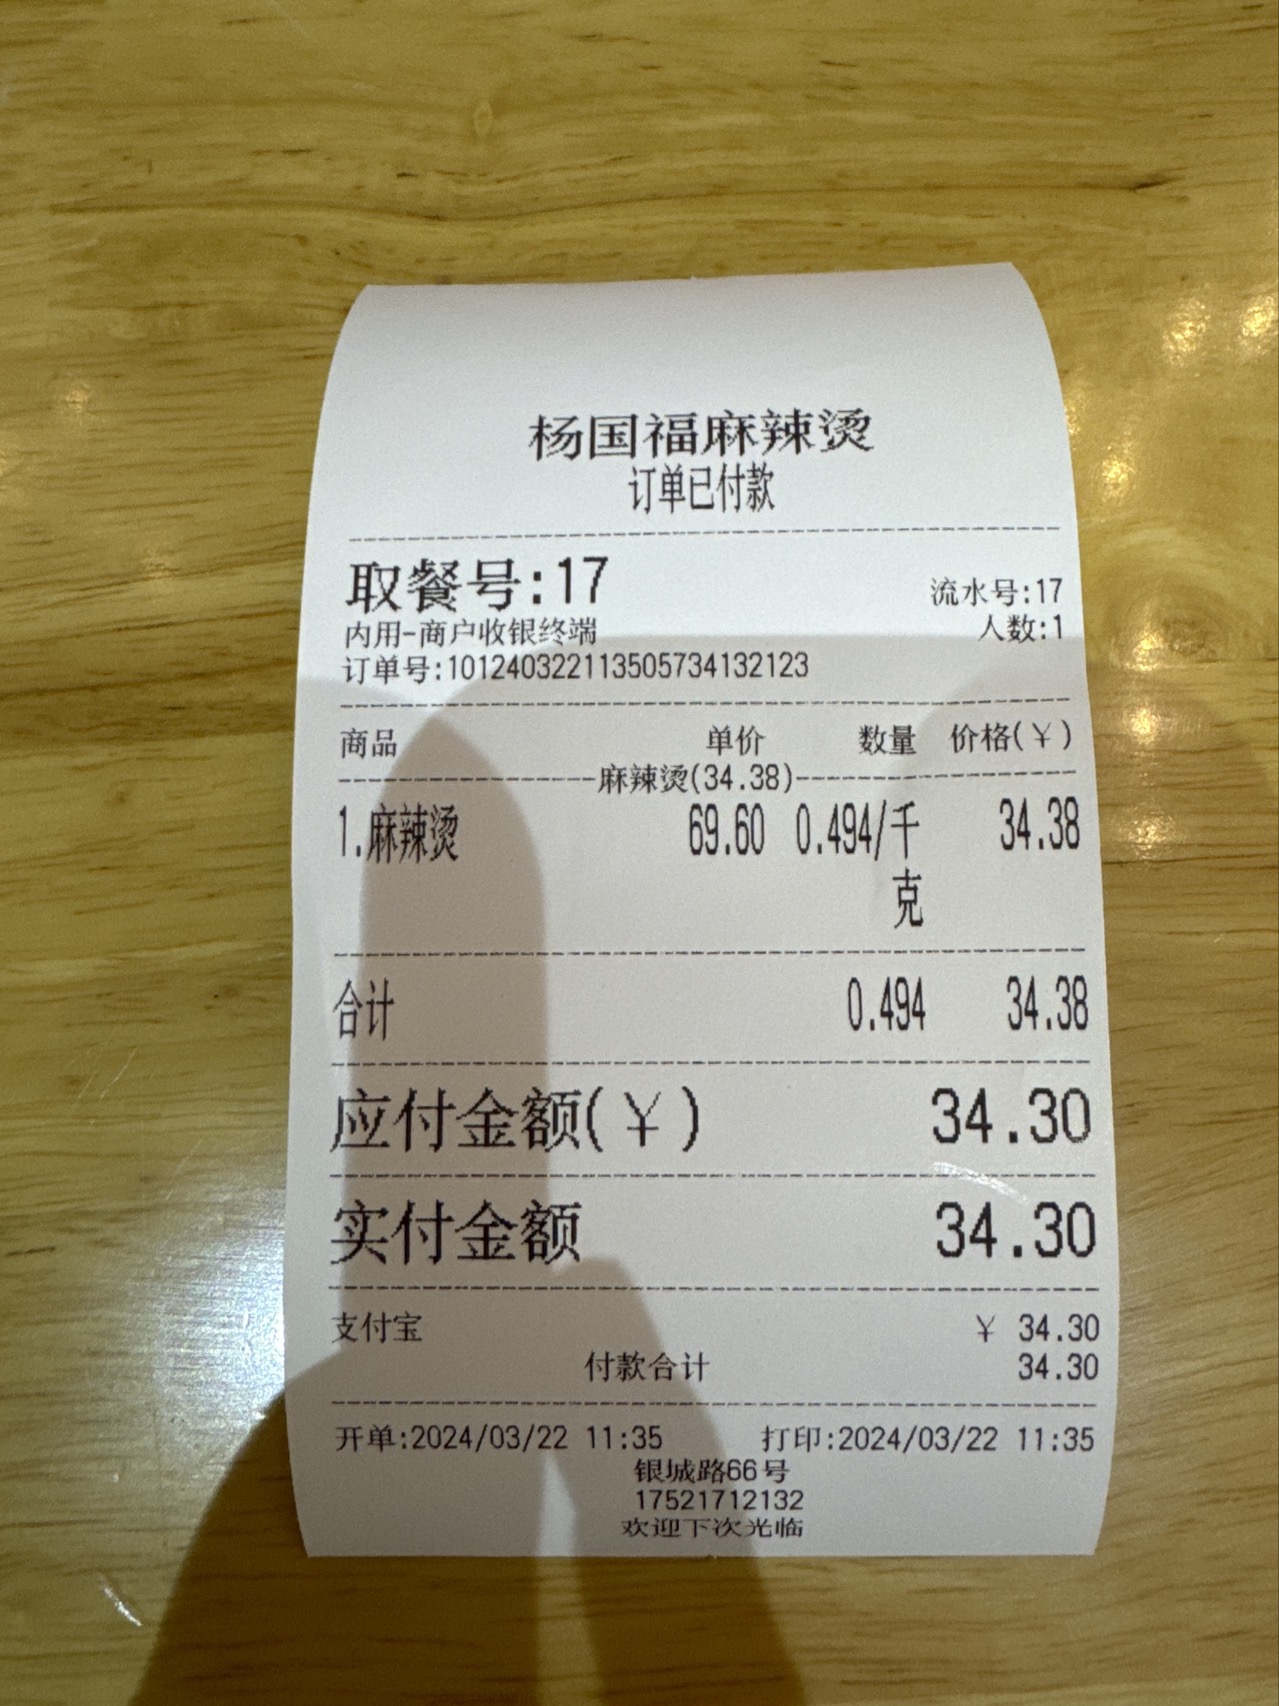 杨国福麻辣烫
订单已付款
取餐号:17 流水号:17
内用-商户收银终端 人数:1
订单号:101240322113505734132123
商品 单价 数量 价格(¥)
麻辣烫(34.38)
1.麻辣烫 69.60 0.494/千克 34.38
合计 0.494 34.38
应付金额(¥) 34.30
实付金额 34.30
支付宝 ¥ 34.30
付款合计 34.30
开单:2024/03/22 11:35 打印:2024/03/22 11:35
银城路66号
17521712132
欢迎下次光临